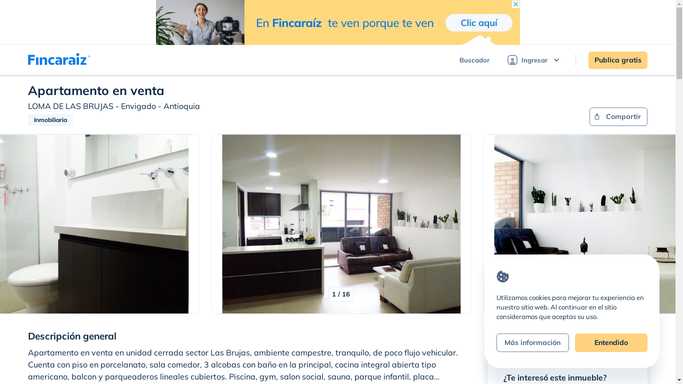 En Fincaraíz te ven porque te ven
Clic aquí
Fincaraíz
Buscador
Ingresar
Publica gratis
Apartamento en venta
LOMA DE LAS BRUJAS - Envigado - Antioquia
Inmobiliaria
Compartir
1 / 16
Utilizamos cookies para mejorar tu experiencia en
nuestro sitio web. Al continuar en el sitio
consideramos que aceptas su uso.
Más información
Entendido
Descripción general
Apartamento en venta en unidad cerrada sector Las Brujas, ambiente campestre, tranquilo, de poco flujo vehicular.
Cuenta con piso en porcelanato, sala comedor, 3 alcobas con baño en la principal, cocina integral abierta tipo
americano, balcon y parqueaderos lineales cubiertos. Piscina, gym, salon social, sauna, parque infantil, placa...
¿Te interesó este inmueble?